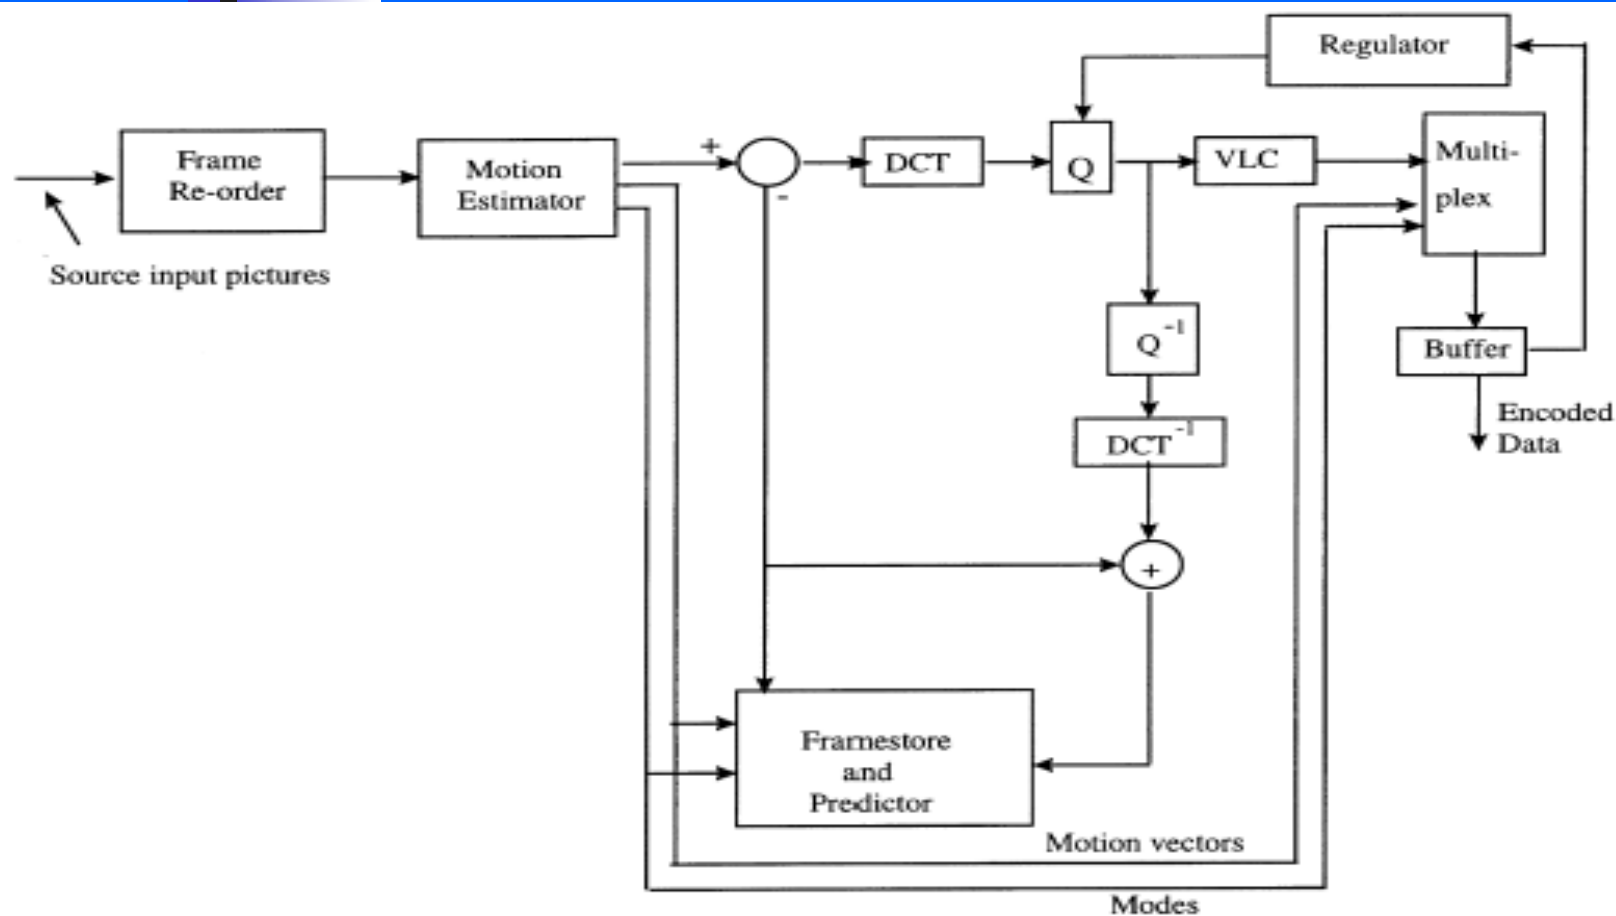 Regulator
Frame
Re-order
Motion
Estimator
+
-
DCT
Q
VLC
Multi-
plex
Source input pictures
Q⁻¹
Buffer
Encoded
Data
DCT⁻¹
+
Framestore
and
Predictor
Motion vectors
Modes